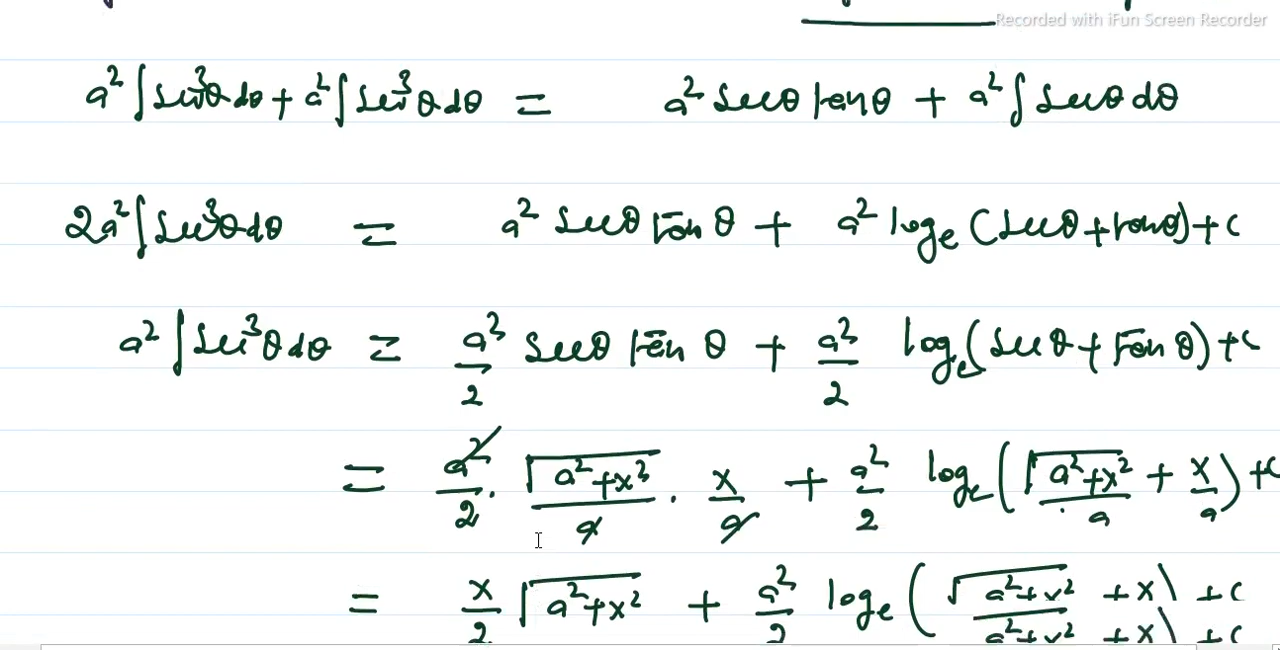 Recorded with iFun Screen Recorder
a² ∫ sec³θ dθ + a² ∫ sec³θ dθ = a² secθ tanθ + a² ∫ secθ dθ
2a² ∫ sec³θ dθ = a² secθ tanθ + a² logₑ (secθ + tanθ) + c
a² ∫ sec³θ dθ = a²/2 secθ tanθ + a²/2 logₑ (secθ + tanθ) + c
= a²/2 · √(a²+x²)/a · x/a + a²/2 logₑ (√(a²+x²)/a + x/a) + c
= x/2 √(a²+x²) + a²/2 logₑ ( √(a²+x²) + x ) + c
a²+x² + x ) + c